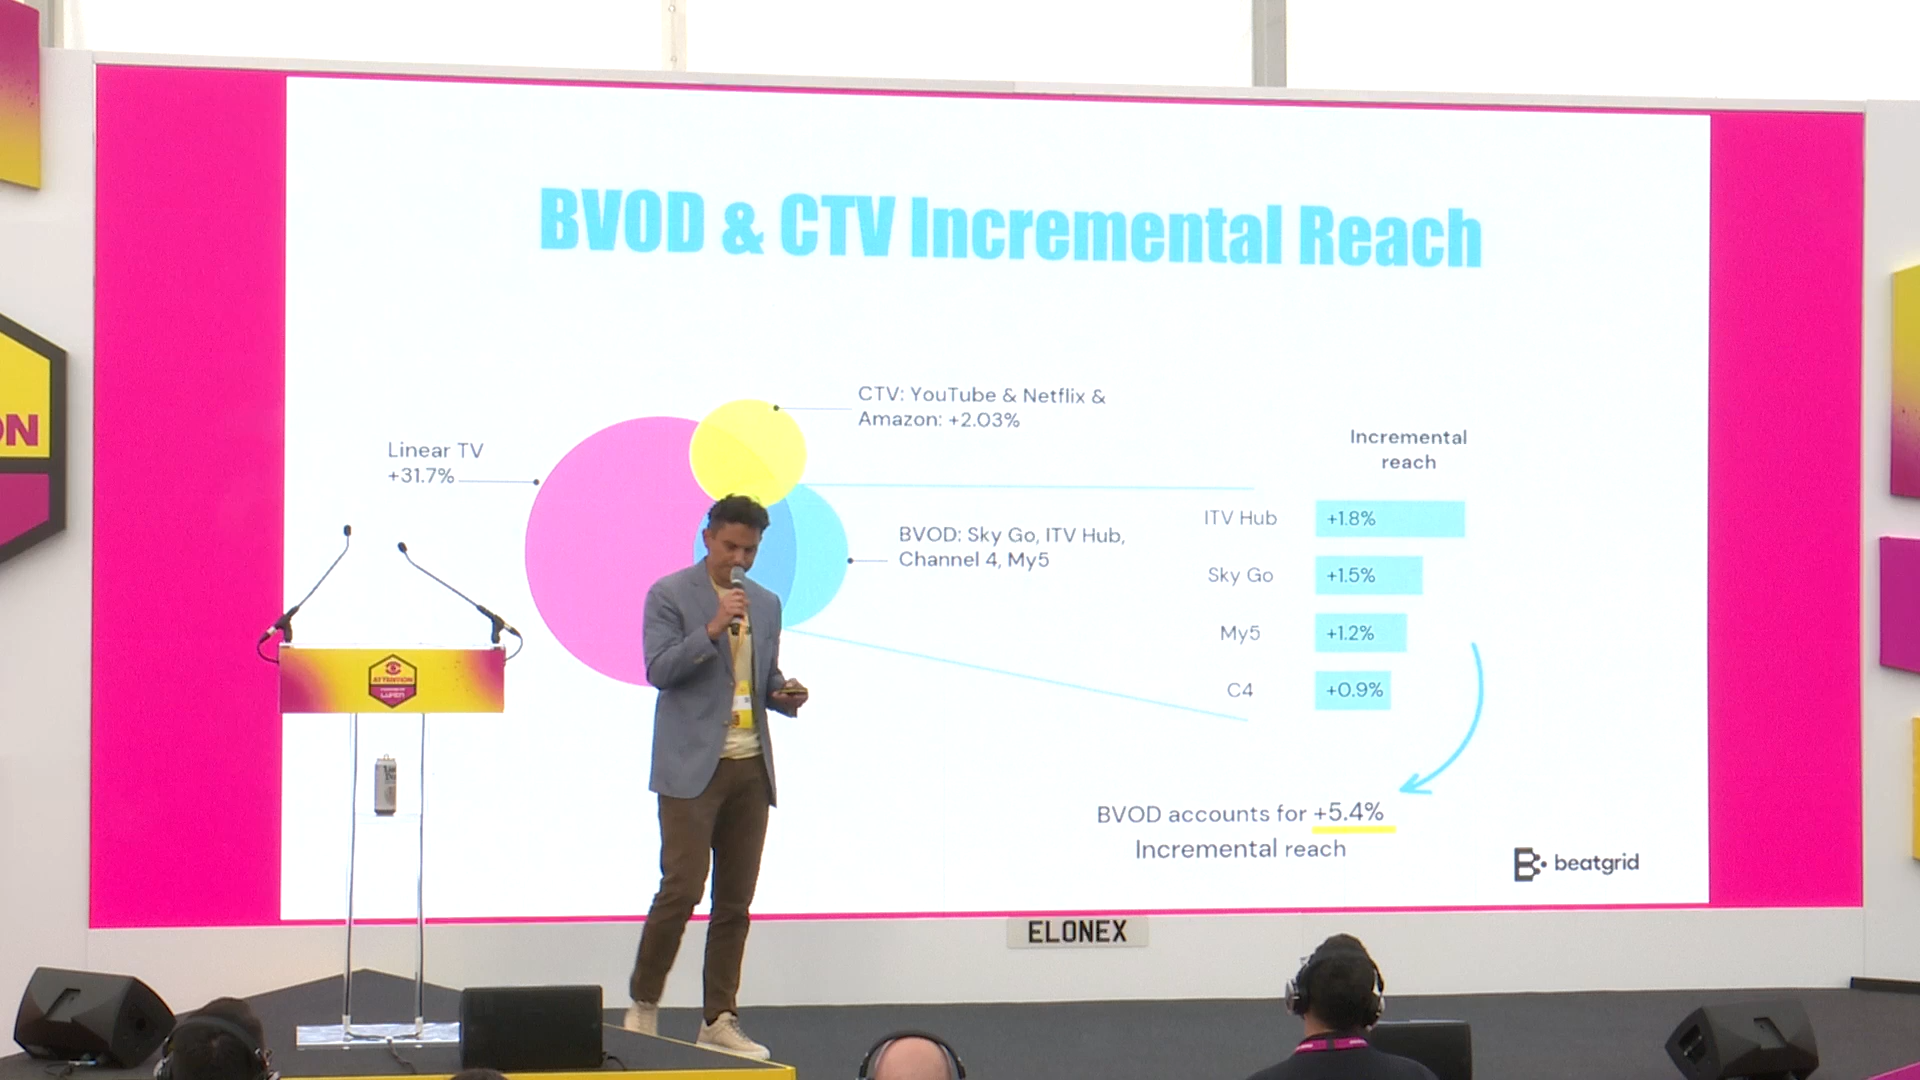 BVOD & CTV Incremental Reach
CTV: YouTube & Netflix &
Amazon: +2.03%
Linear TV
+31.7%
BVOD: Sky Go, ITV Hub,
Channel 4, My5
Incremental
reach
ITV Hub +1.8%
Sky Go +1.5%
My5 +1.2%
C4 +0.9%
BVOD accounts for +5.4%
Incremental reach
beatgrid
ELONEX
ON
ATTENTION
LUMEN